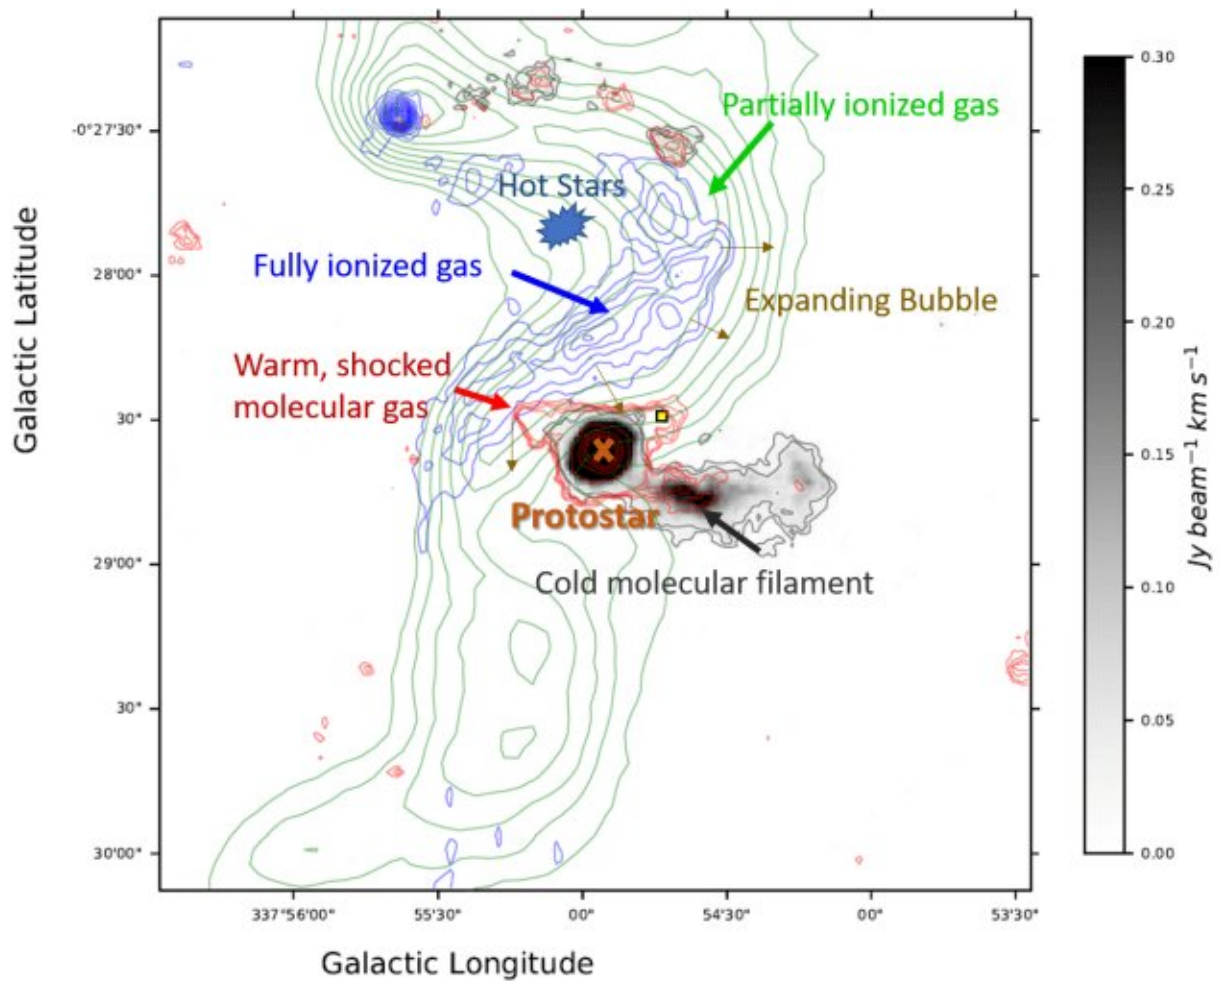 0.30
Partially ionized gas
-0°27'30"
Hot Stars
0.25
Fully ionized gas
28'00"
Expanding Bubble
0.20
Warm, shocked
molecular gas
30"
Galactic Latitude
0.15
Jy beam⁻¹ km s⁻¹
Protostar
Cold molecular filament
29'00"
0.10
30"
0.05
30'00"
0.00
337°56'00" 55'30" 00" 54'30" 00" 53'30"
Galactic Longitude